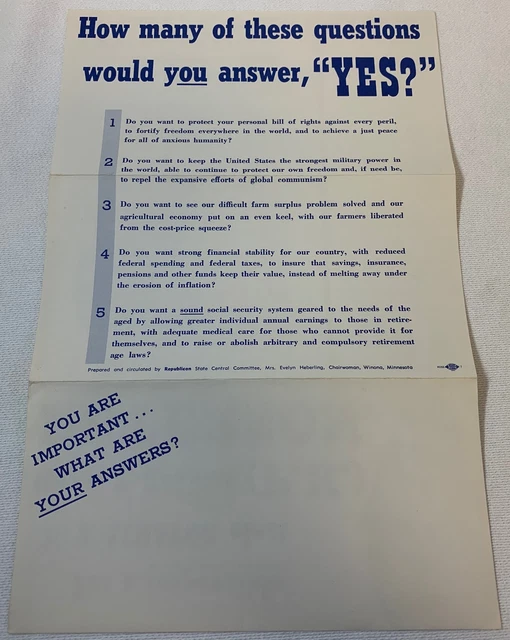 How many of these questions
would you answer, "YES?"
1 Do you want to protect your personal bill of rights against every peril,
to fortify freedom everywhere in the world, and to achieve a just peace
for all of anxious humanity?
2 Do you want to keep the United States the strongest military power in
the world, able to continue to protect our own freedom and, if need be,
to repel the expansive efforts of global communism?
3 Do you want to see our difficult farm surplus problem solved and our
agricultural economy put on an even keel, with our farmers liberated
from the cost-price squeeze?
4 Do you want strong financial stability for our country, with reduced
federal spending and federal taxes, to insure that savings, insurance,
pensions and other funds keep their value, instead of melting away under
the erosion of inflation?
5 Do you want a sound social security system geared to the needs of the
aged by allowing greater individual annual earnings to those in retire-
ment, with adequate medical care for those who cannot provide it for
themselves, and to raise or abolish arbitrary and compulsory retirement
age laws?
Prepared and circulated by Republican State Central Committee, Mrs. Evelyn Heberling, Chairwoman, Winona, Minnesota
YOU ARE
IMPORTANT...
WHAT ARE
YOUR ANSWERS?